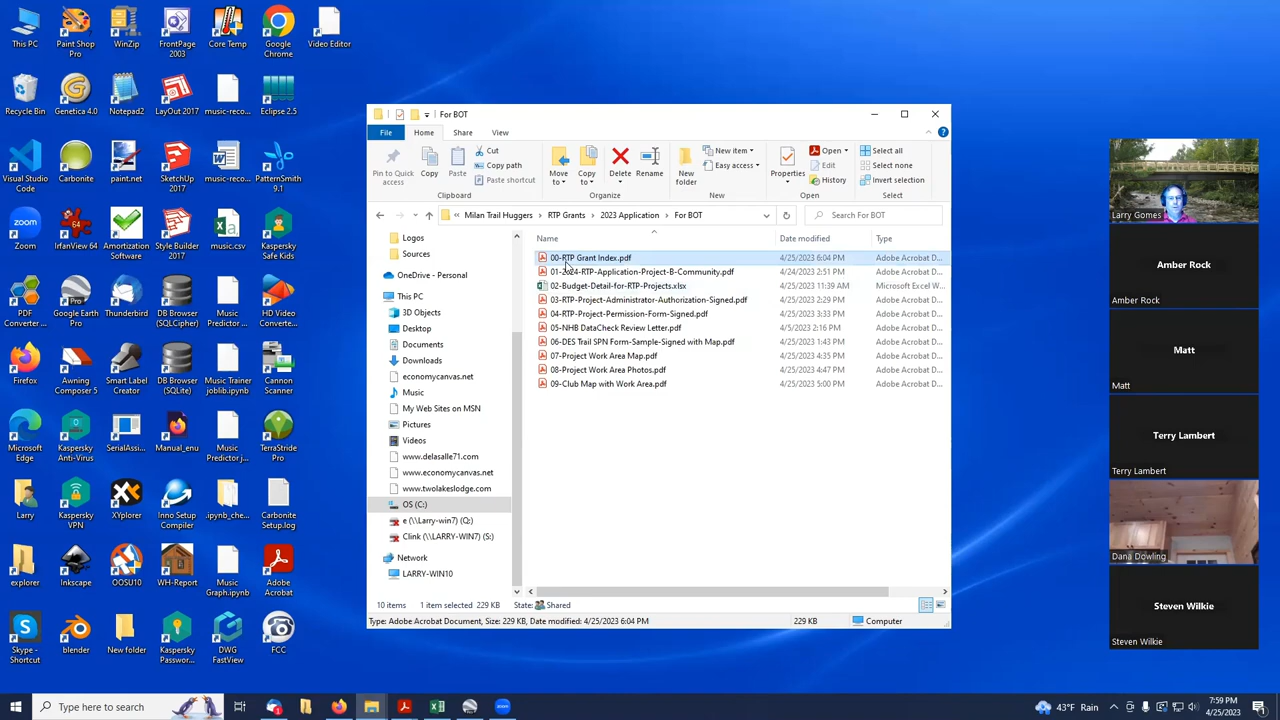 This PC
Paint Shop Pro
WinZip
FrontPage 2003
Core Temp
Google Chrome
Video Editor
Recycle Bin
Genetica 4.0
Notepad2
LayOut 2017
music-reco...
Kaspersky Safe Kids
Eclipse 2.5
Visual Studio Code
Carbonite
paint.net
SketchUp 2017
music-rec...
PatternSmith 9.1
Zoom
IrfanView 64
Amortization
Style Builder 2017
music.csv
Kaspersky
DF Converter ...
Google Earth Pro
Thunderbird
DB Browser (SQLCipher)
Music Predictor j...
Firefox
Awning Composer 5
Smart Label Creator
DB Browser (SQLite)
Music Trainer joblib.ipynb
Cannon Scanner
Microsoft Edge
Kaspersky Anti-Virus
SerialAssi...
Manual_enu
Music Predictor jo...
TerraStride Pro
Larry
Kaspersky VPN
XYplorer
Inno Setup Compiler
.ipynb_che...
Carbonite Setup.log
explorer
Inkscape
OOSU10
WH-Report
Music Graph.ipynb
Adobe Acrobat
Skype - Shortcut
blender
New folder
Kaspersky Passwo...
DWG FastView
FCC
For BOT
File
Home
Share
View
Pin to Quick access
Copy
Paste
Cut
Copy path
Paste shortcut
Clipboard
Move to
Copy to
Delete
Rename
Organize
New folder
New item
Easy access
New
Properties
Open
Edit
History
Open
Select all
Select none
Invert selection
Select
« Milan Trail Huggers > RTP Grants > 2023 Application > For BOT
Search For BOT
Logos
Sources
OneDrive - Personal
This PC
3D Objects
Desktop
Documents
Downloads
economycanvas.net
Music
My Web Sites on MSN
Pictures
Videos
www.delasalle71.com
www.economycanvas.net
www.twolakeslodge.com
OS (C:)
e (\\Larry-win7) (Q:)
Clink (\\LARRY-WIN7) (S:)
Network
LARRY-WIN10
Name Date modified Type
00-RTP Grant Index.pdf 4/25/2023 6:04 PM Adobe Acrobat D...
01-2024-RTP-Application-Project-B-Community.pdf 4/24/2023 2:51 PM Adobe Acrobat D...
02-Budget-Detail-for-RTP-Projects.xlsx 4/25/2023 11:39 AM Microsoft Excel W...
03-RTP-Project-Administrator-Authorization-Signed.pdf 4/25/2023 2:29 PM Adobe Acrobat D...
04-RTP-Project-Permission-Form-Signed.pdf 4/25/2023 3:33 PM Adobe Acrobat D...
05-NHB DataCheck Review Letter.pdf 4/5/2023 2:16 PM Adobe Acrobat D...
06-DES Trail SPN Form-Sample-Signed with Map.pdf 4/25/2023 1:43 PM Adobe Acrobat D...
07-Project Work Area Map.pdf 4/25/2023 4:35 PM Adobe Acrobat D...
08-Project Work Area Photos.pdf 4/25/2023 4:47 PM Adobe Acrobat D...
09-Club Map with Work Area.pdf 4/25/2023 5:00 PM Adobe Acrobat D...
10 items 1 item selected 229 KB State: Shared
Type: Adobe Acrobat Document, Size: 229 KB, Date modified: 4/25/2023 6:04 PM 229 KB Computer
Larry Gomes
Amber Rock
Amber Rock
Matt
Matt
Terry Lambert
Terry Lambert
Dana Dowling
Steven Wilkie
Steven Wilkie
Type here to search
43°F Rain
7:59 PM
4/25/2023